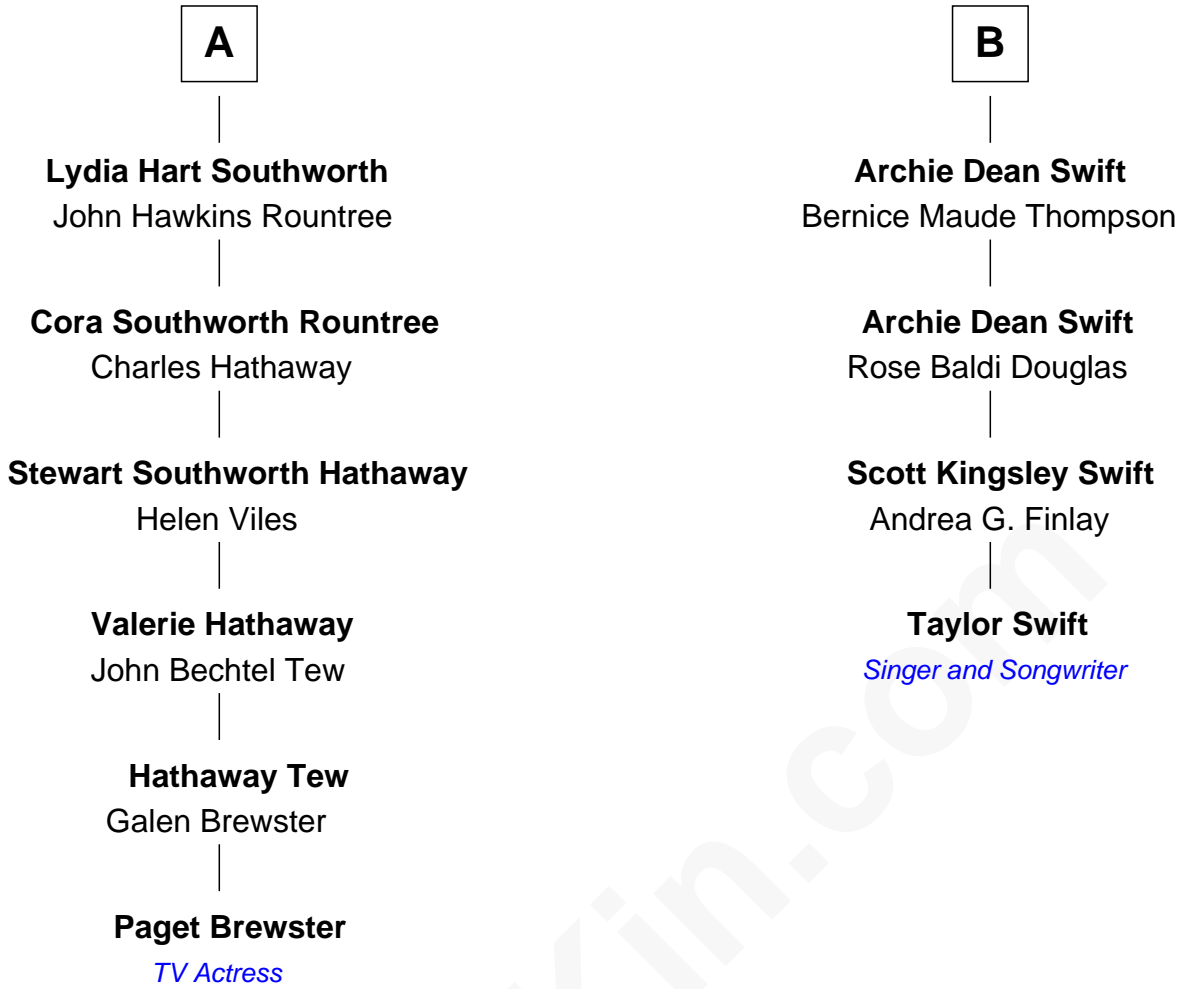 A
Lydia Hart Southworth
John Hawkins Rountree
Cora Southworth Rountree
Charles Hathaway
Stewart Southworth Hathaway
Helen Viles
Valerie Hathaway
John Bechtel Tew
Hathaway Tew
Galen Brewster
Paget Brewster
TV Actress
B
Archie Dean Swift
Bernice Maude Thompson
Archie Dean Swift
Rose Baldi Douglas
Scott Kingsley Swift
Andrea G. Finlay
Taylor Swift
Singer and Songwriter
Kin.com